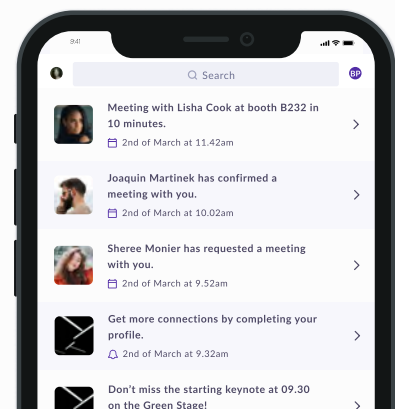 9:41
Search
BP
Meeting with Lisha Cook at booth B232 in
10 minutes.
2nd of March at 11.42am
Joaquin Martinek has confirmed a
meeting with you.
2nd of March at 10.02am
Sheree Monier has requested a meeting
with you.
2nd of March at 9.52am
Get more connections by completing your
profile.
2nd of March at 9.32am
Don’t miss the starting keynote at 09.30
on the Green Stage!